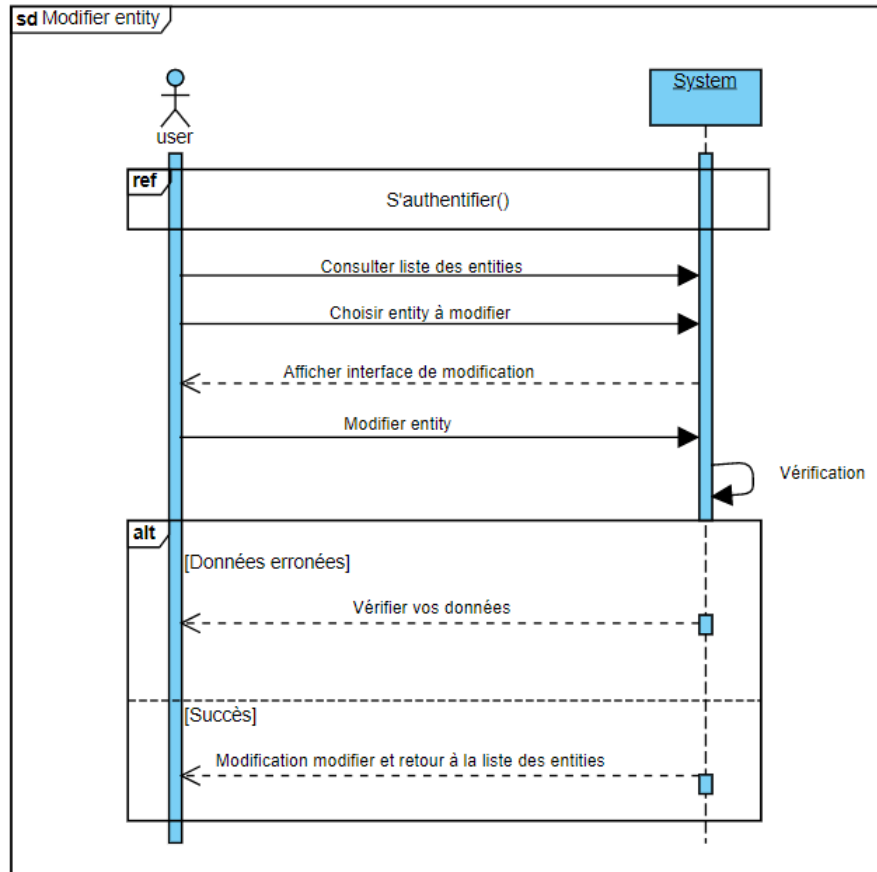 sd Modifier entity
user
System
ref
S'authentifier()
Consulter liste des entities
Choisir entity à modifier
Afficher interface de modification
Modifier entity
Vérification
alt
[Données erronées]
Vérifier vos données
[Succès]
Modification modifier et retour à la liste des entities